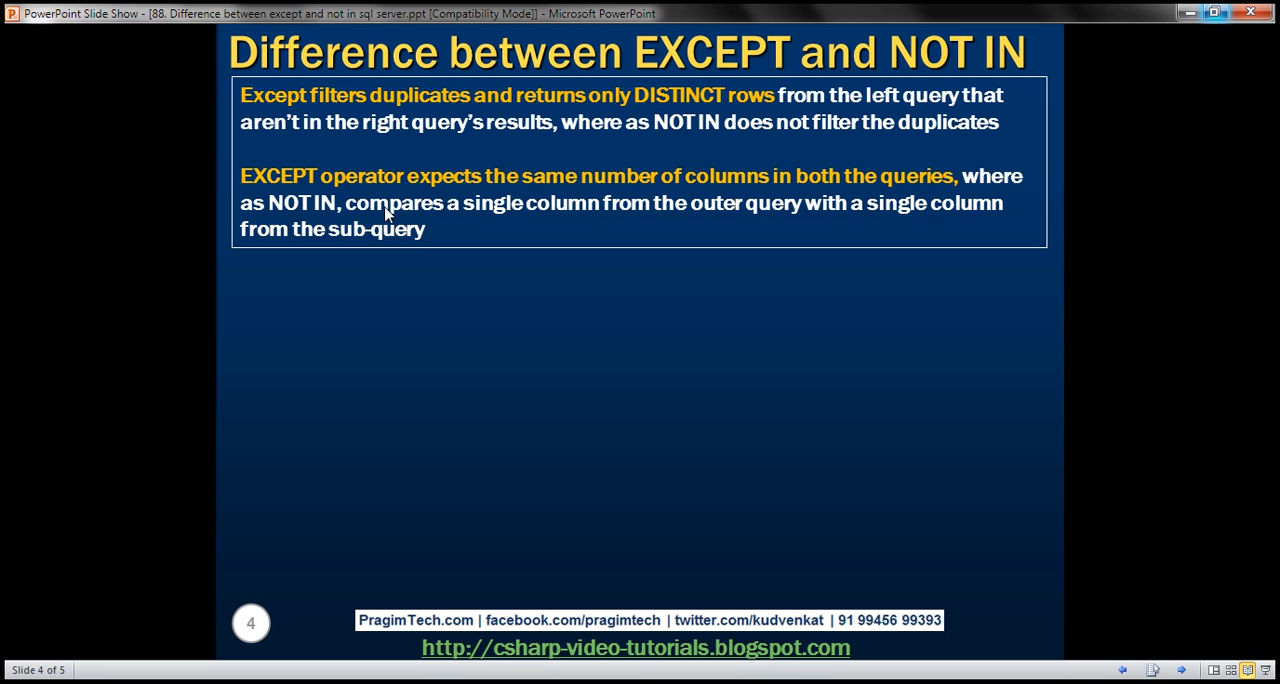 PowerPoint Slide Show - [88. Difference between except and not in sql server.ppt [Compatibility Mode]] - Microsoft PowerPoint
Difference between EXCEPT and NOT IN
Except filters duplicates and returns only DISTINCT rows from the left query that
aren't in the right query's results, where as NOT IN does not filter the duplicates
EXCEPT operator expects the same number of columns in both the queries, where
as NOT IN, compares a single column from the outer query with a single column
from the sub-query
4
PragimTech.com | facebook.com/pragimtech | twitter.com/kudvenkat | 91 99456 99393
http://csharp-video-tutorials.blogspot.com
Slide 4 of 5